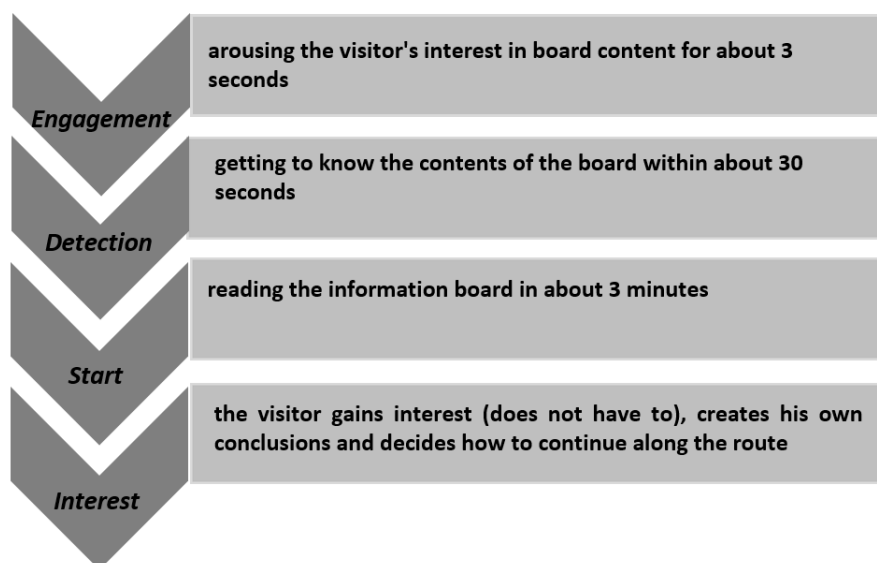 arousing the visitor's interest in board content for about 3
seconds
Engagement
getting to know the contents of the board within about 30
seconds
Detection
reading the information board in about 3 minutes
Start
the visitor gains interest (does not have to), creates his own
conclusions and decides how to continue along the route
Interest